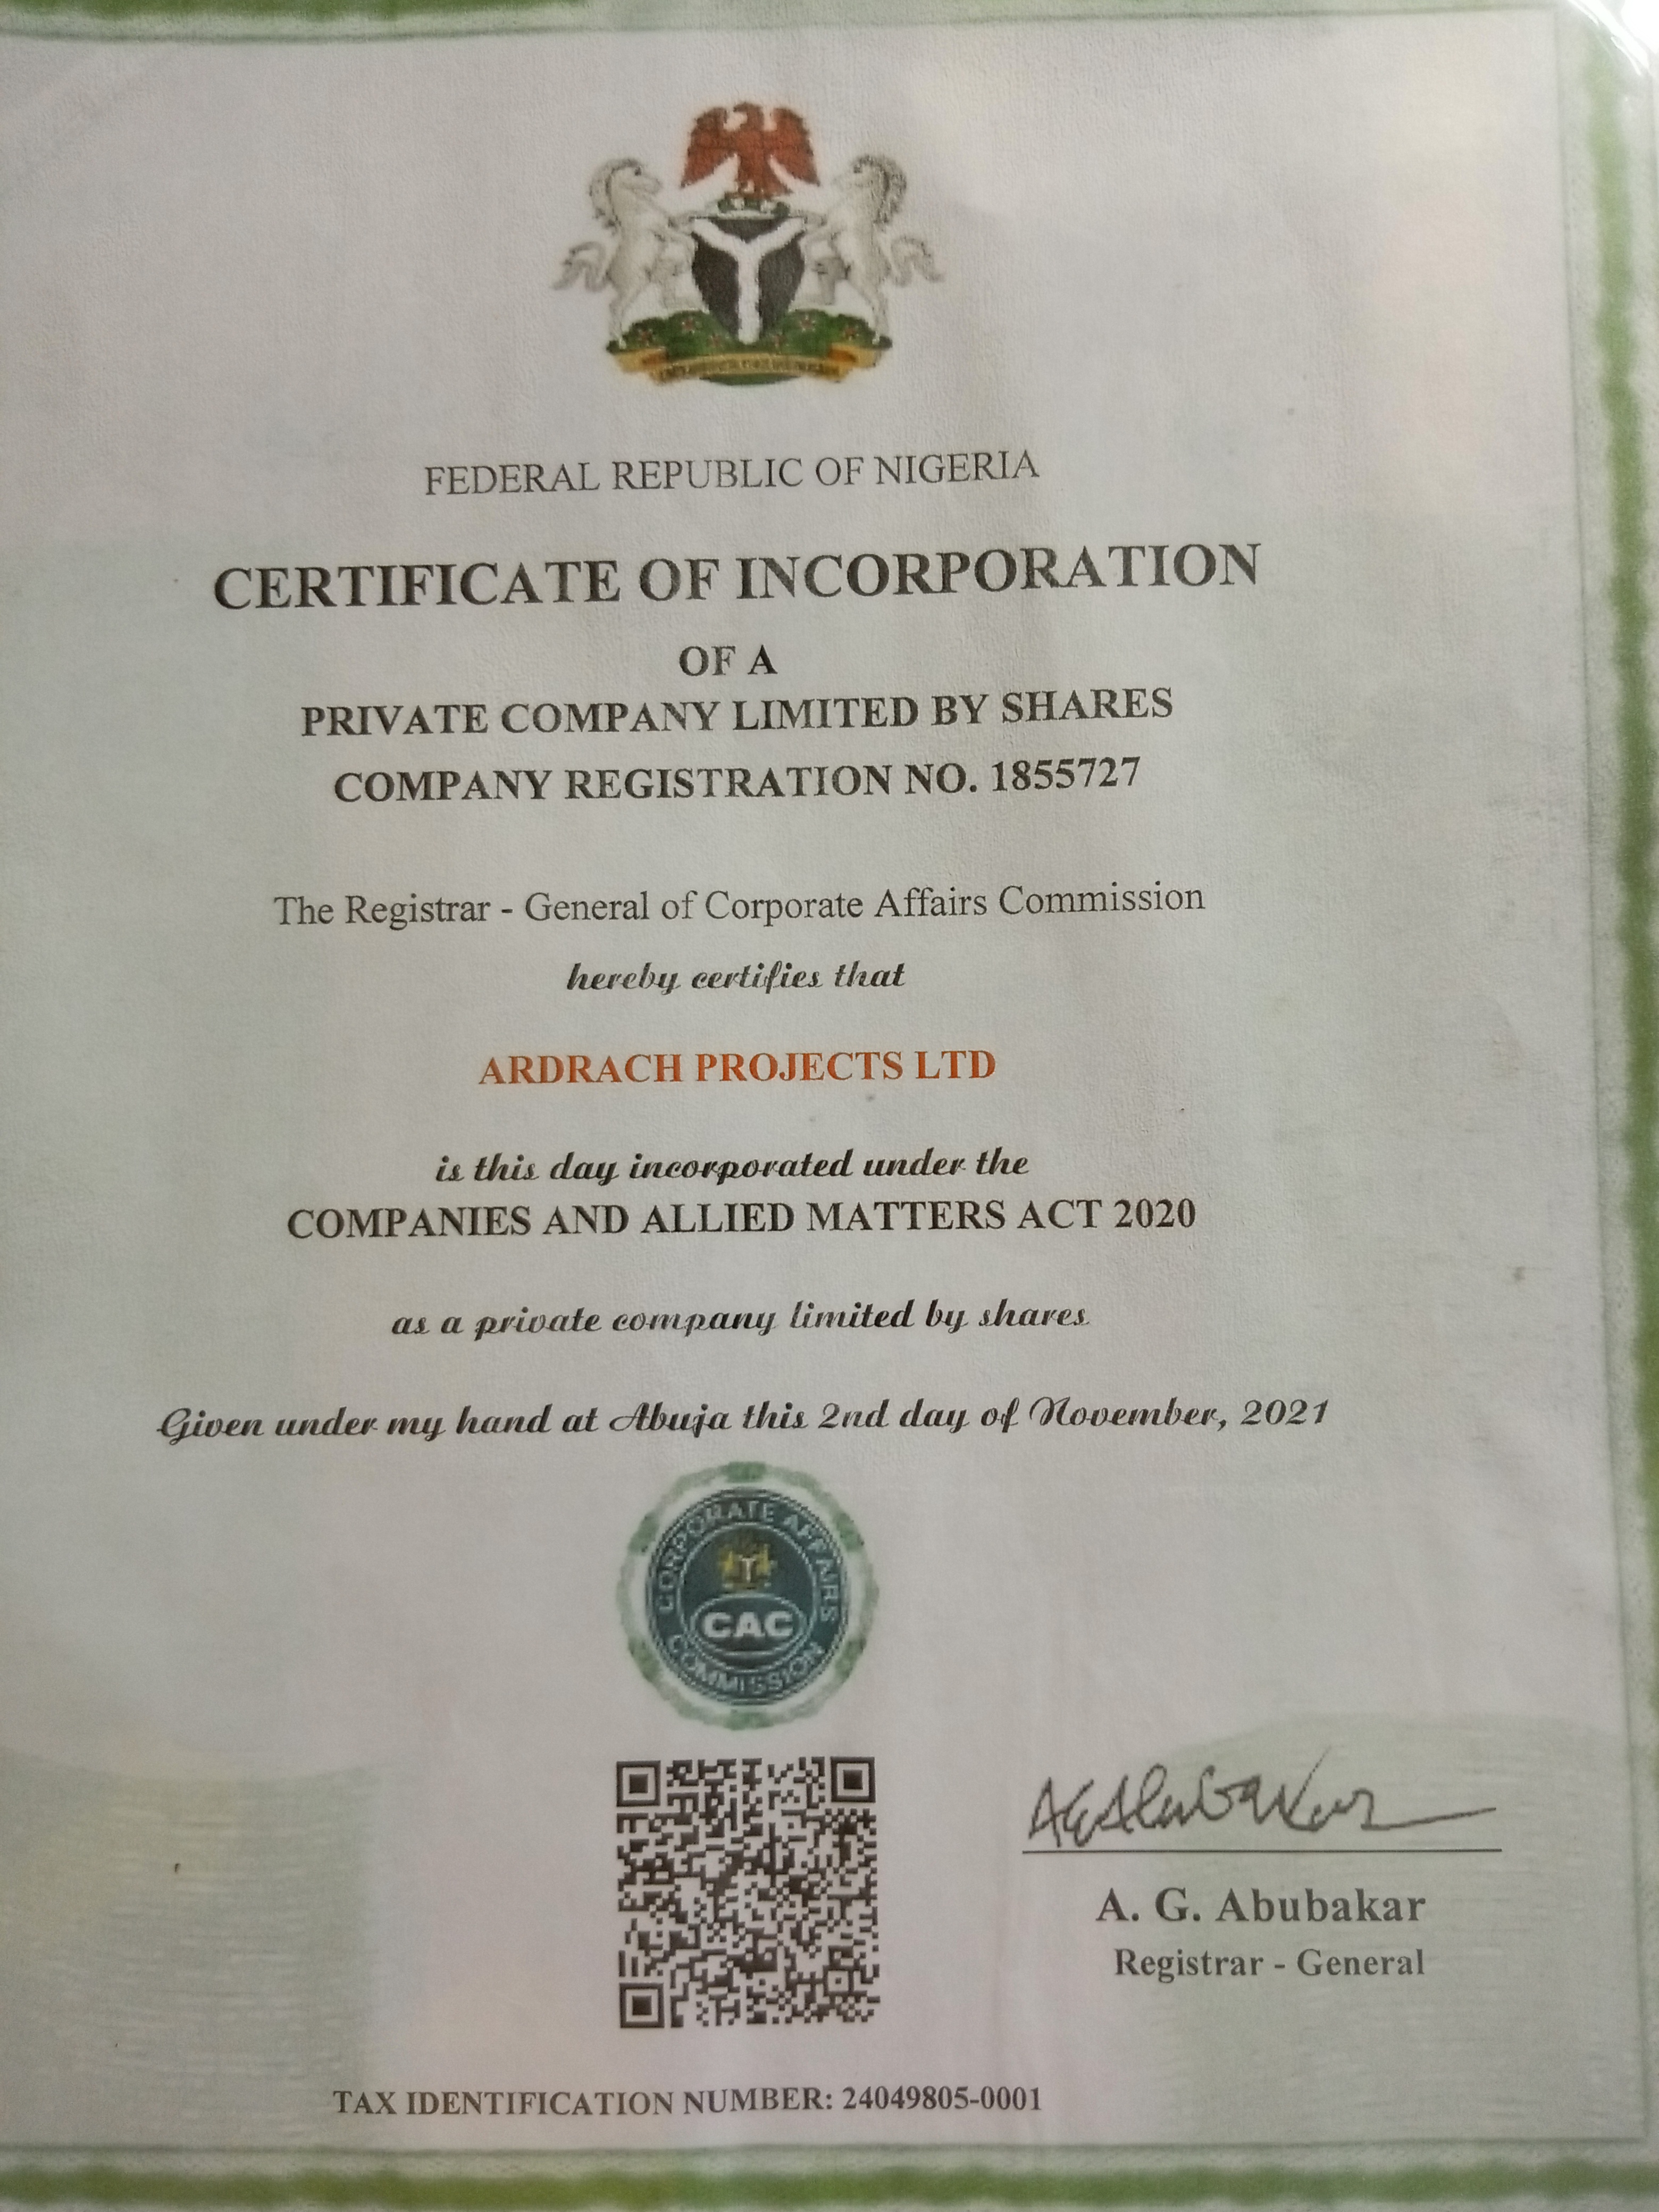 FEDERAL REPUBLIC OF NIGERIA
CERTIFICATE OF INCORPORATION
OF A
PRIVATE COMPANY LIMITED BY SHARES
COMPANY REGISTRATION NO. 1855727
The Registrar - General of Corporate Affairs Commission
hereby certifies that
ARDRACH PROJECTS LTD
is this day incorporated under the
COMPANIES AND ALLIED MATTERS ACT 2020
as a private company limited by shares
Given under my hand at Abuja this 2nd day of November, 2021
CORPORATE AFFAIRS
CAC
COMMISSION
AGAbubakar
A. G. Abubakar
Registrar - General
TAX IDENTIFICATION NUMBER: 24049805-0001